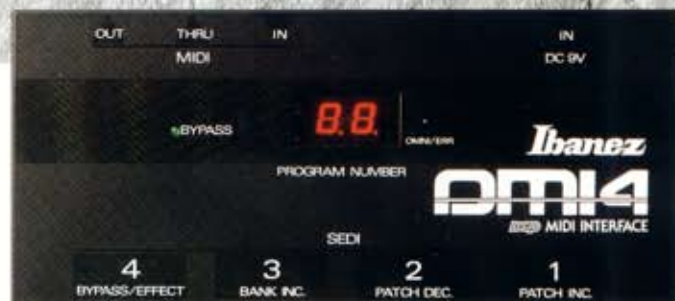 OUT THRU IN IN
MIDI DC 9V
BYPASS 8.8. OMNI/ERR
PROGRAM NUMBER
Ibanez
DMI4
MIDI INTERFACE
SEDI
4 3 2 1
BYPASS/EFFECT BANK INC. PATCH DEC. PATCH INC.